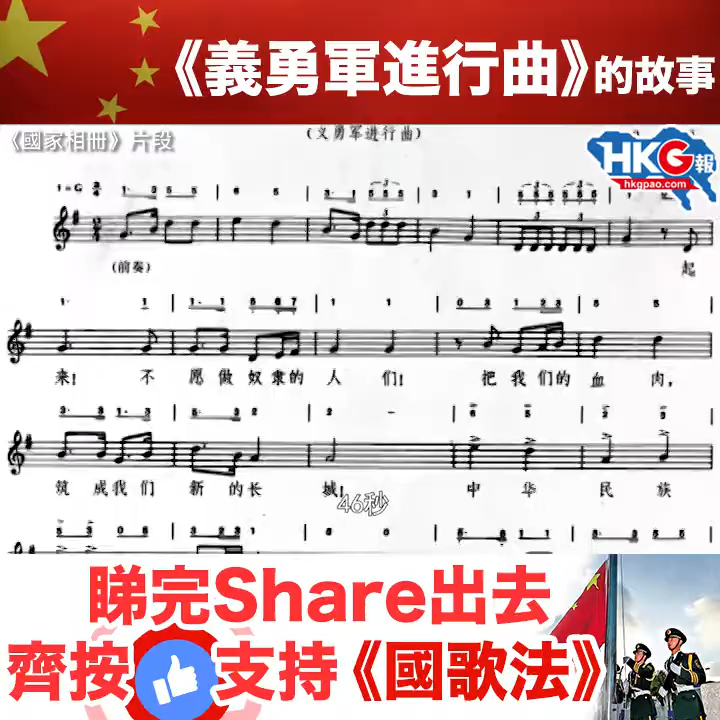 《義勇軍進行曲》的故事
《國家相冊》片段
（义勇军进行曲）
HKG報
hkgpao.com
1=G 2/4
(前奏)
起
来! 不 愿做奴隶的 人 们! 把我们的血 肉,
筑成我们 新的长 城! 中 华 民 族
46秒
睇完Share出去
齊按支持《國歌法》